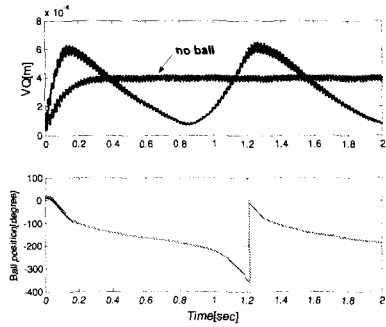 x 10⁻⁴
8
6
4
2
0
VQ[m]
no ball
0 0.2 0.4 0.6 0.8 1 1.2 1.4 1.6 1.8 2
100
0
-100
-200
-300
-400
Ball position[degree]
0 0.2 0.4 0.6 0.8 1 1.2 1.4 1.6 1.8 2
Time[sec]